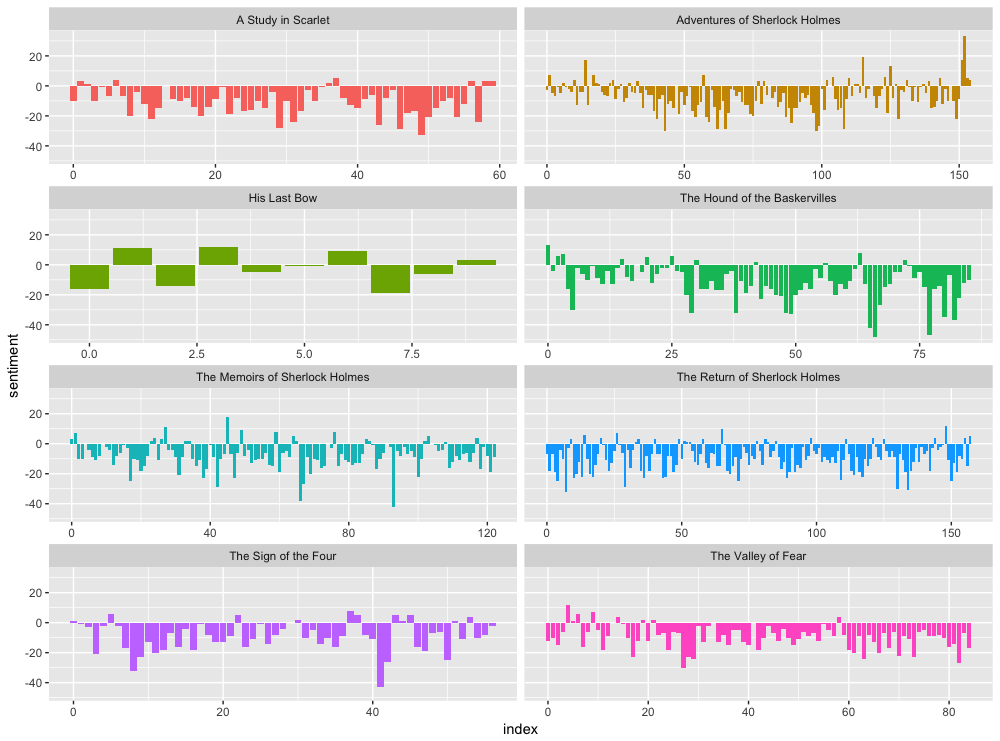 A Study in Scarlet
Adventures of Sherlock Holmes
20
0
-20
-40
0 20 40 60
0 50 100 150
His Last Bow
The Hound of the Baskervilles
20
0
-20
-40
0.0 2.5 5.0 7.5
0 25 50 75
sentiment
The Memoirs of Sherlock Holmes
The Return of Sherlock Holmes
20
0
-20
-40
0 40 80 120
0 50 100 150
The Sign of the Four
The Valley of Fear
20
0
-20
-40
0 20 40
0 20 40 60 80
index